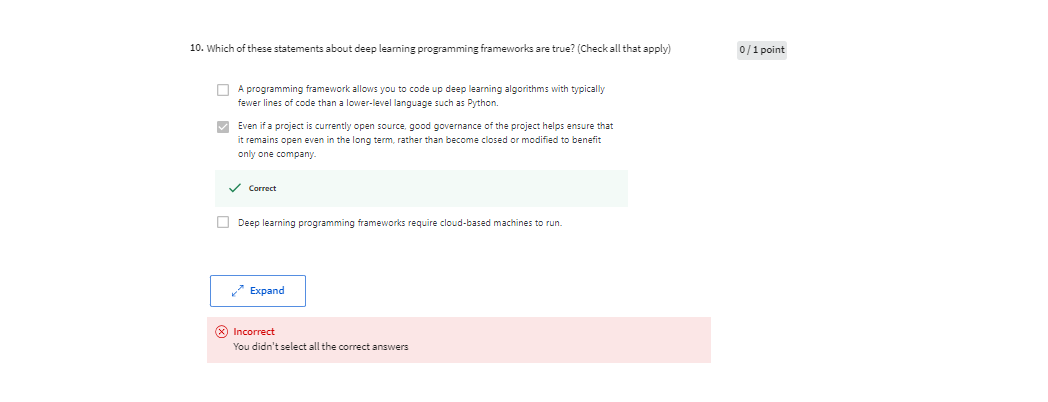 10. Which of these statements about deep learning programming frameworks are true? (Check all that apply)
0 / 1 point
A programming framework allows you to code up deep learning algorithms with typically
fewer lines of code than a lower-level language such as Python.
Even if a project is currently open source, good governance of the project helps ensure that
it remains open even in the long term, rather than become closed or modified to benefit
only one company.
Correct
Deep learning programming frameworks require cloud-based machines to run.
Expand
Incorrect
You didn't select all the correct answers